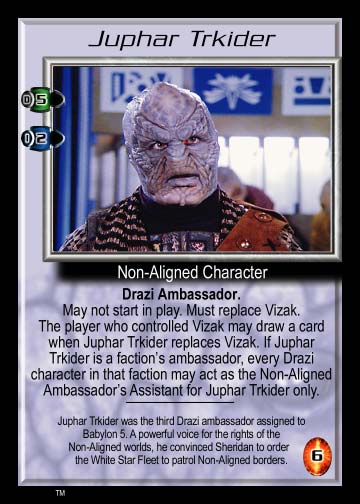 Juphar Trkider
D 5
I 2
Non-Aligned Character
Drazi Ambassador.
May not start in play. Must replace Vizak.
The player who controlled Vizak may draw a card
when Juphar Trkider replaces Vizak. If Juphar
Trkider is a faction's ambassador, every Drazi
character in that faction may act as the Non-Aligned
Ambassador's Assistant for Juphar Trkider only.
Juphar Trkider was the third Drazi ambassador assigned to
Babylon 5. A powerful voice for the rights of the
Non-Aligned worlds, he convinced Sheridan to order
the White Star Fleet to patrol Non-Aligned borders.
6
TM